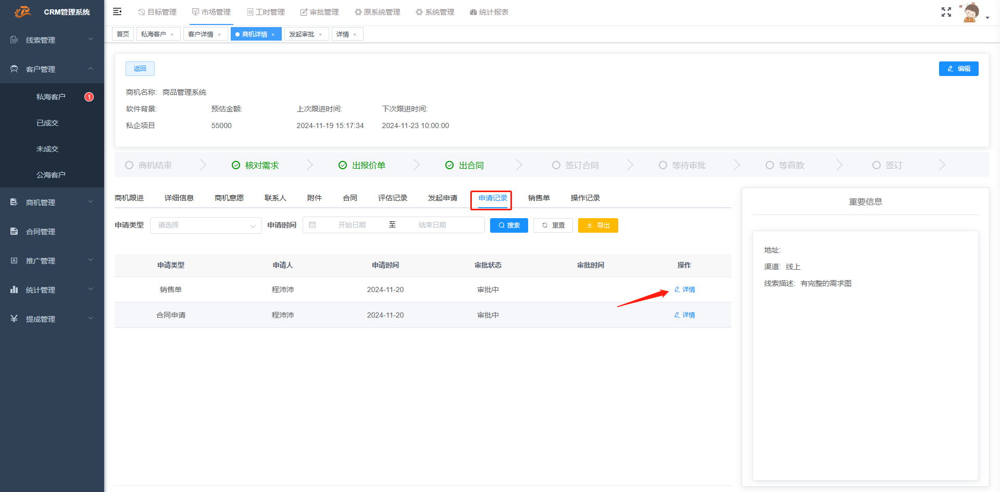 CRM管理系统
目标管理 市场管理 工时管理 审批管理 原系统管理 系统管理 统计报表
首页 私海客户 × 客户详情 × 商机详情 × 发起审批 × 详情 ×
线索管理
客户管理
私海客户 1
已成交
未成交
公海客户
商机管理
合同管理
推广管理
统计管理
提成管理
返回
编辑
商机名称: 商品管理系统
软件背景: 预估金额: 上次跟进时间: 下次跟进时间:
私企项目 55000 2024-11-19 15:17:34 2024-11-23 10:00:00
商机结束 核对需求 出报价单 出合同 签订合同 等待审批 等首款 签订
商机跟进 详细信息 商机意愿 联系人 附件 合同 评估记录 发起申请 申请记录 销售单 操作记录
申请类型 请选择 申请时间 开始日期 至 结束日期 搜索 重置 导出
申请类型 申请人 申请时间 审批状态 审批时间 操作
销售单 程沛沛 2024-11-20 审批中 详情
合同申请 程沛沛 2024-11-20 审批中 详情
重要信息
地址:
渠道: 线上
线索描述: 有完整的需求图